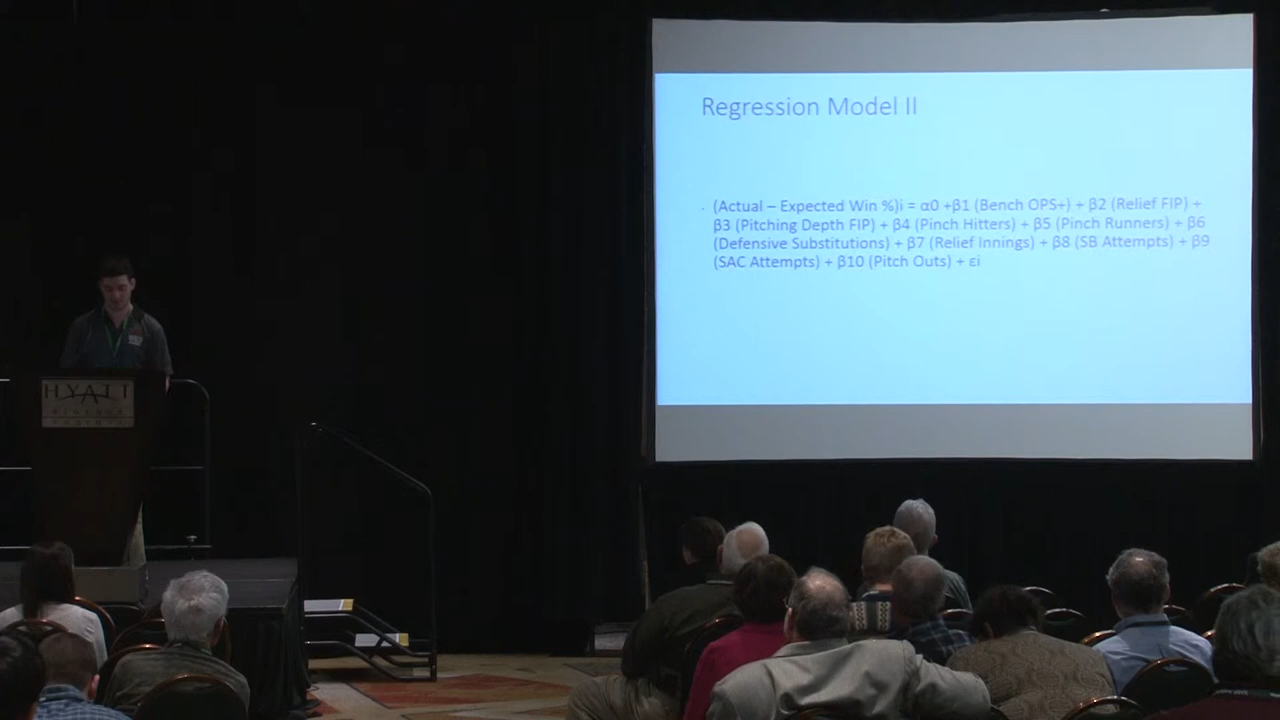 Regression Model II
(Actual – Expected Win %)i = α0 +β1 (Bench OPS+) + β2 (Relief FIP) +
β3 (Pitching Depth FIP) + β4 (Pinch Hitters) + β5 (Pinch Runners) + β6
(Defensive Substitutions) + β7 (Relief Innings) + β8 (SB Attempts) + β9
(SAC Attempts) + β10 (Pitch Outs) + εi
HYATT